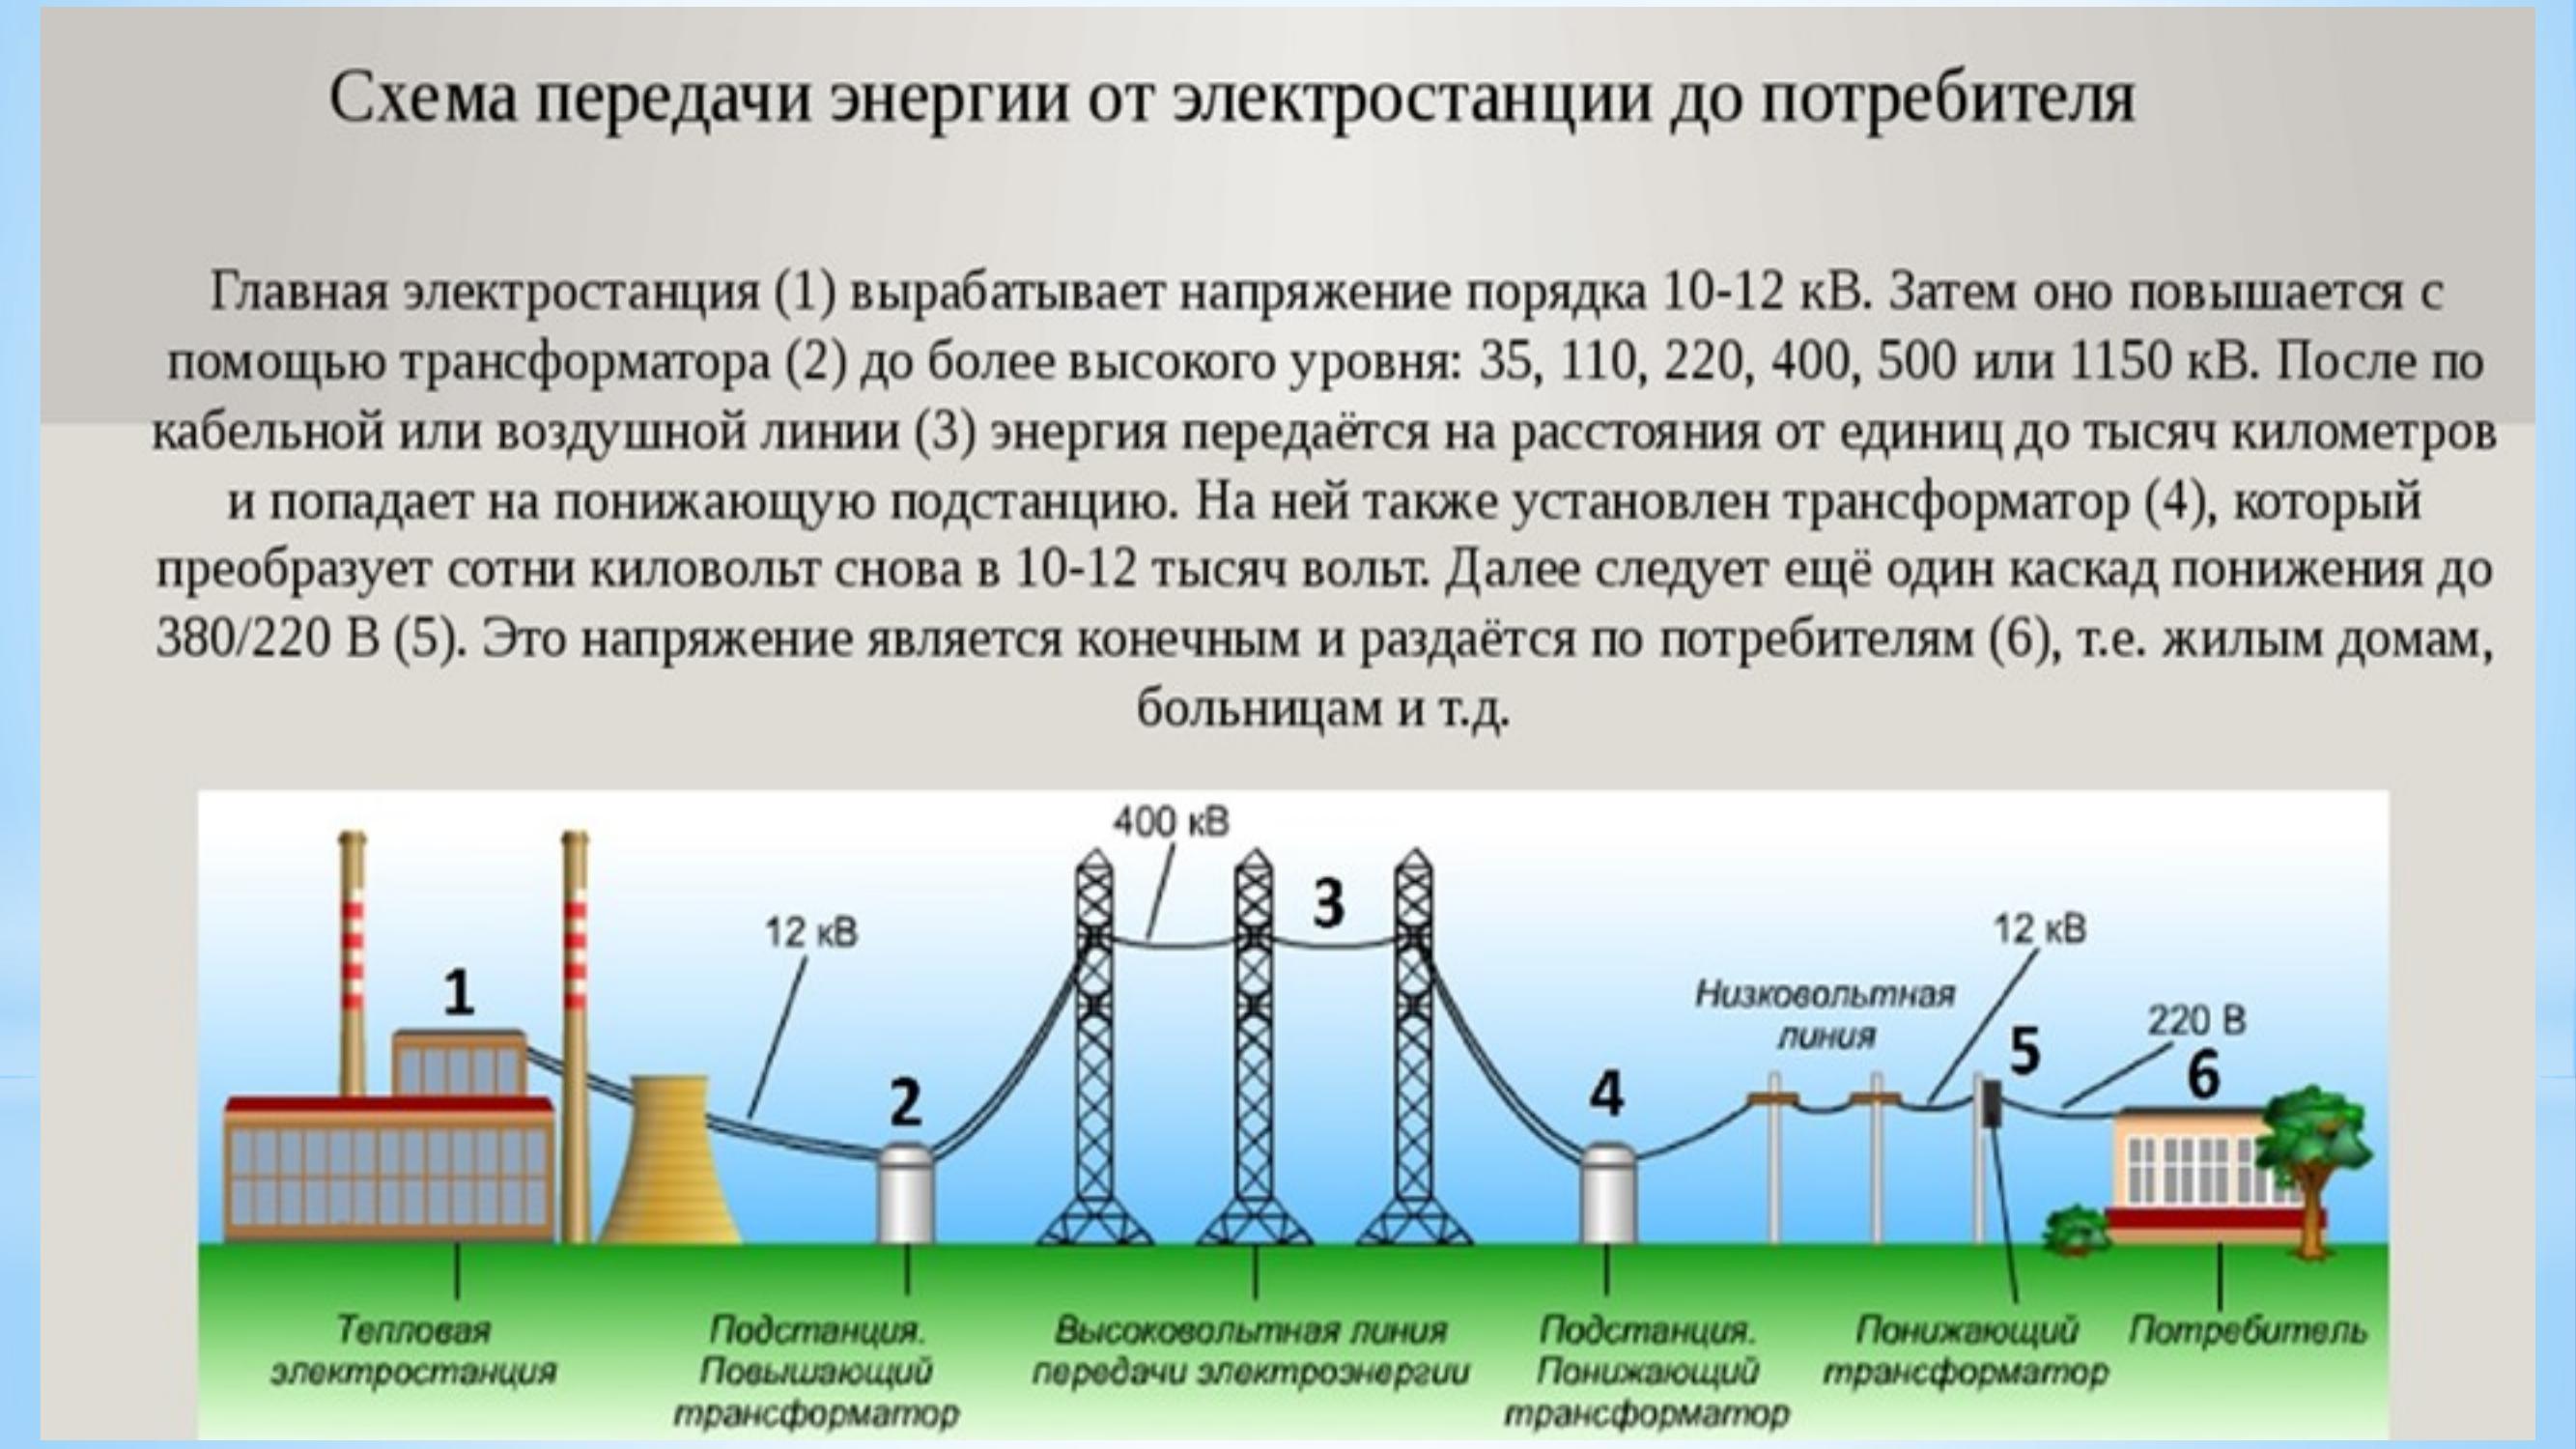 Схема передачи энергии от электростанции до потребителя
Главная электростанция (1) вырабатывает напряжение порядка 10-12 кВ. Затем оно повышается с
помощью трансформатора (2) до более высокого уровня: 35, 110, 220, 400, 500 или 1150 кВ. После по
кабельной или воздушной линии (3) энергия передаётся на расстояния от единиц до тысяч километров
и попадает на понижающую подстанцию. На ней также установлен трансформатор (4), который
преобразует сотни киловольт снова в 10-12 тысяч вольт. Далее следует ещё один каскад понижения до
380/220 В (5). Это напряжение является конечным и раздаётся по потребителям (6), т.е. жилым домам,
больницам и т.д.
400 кВ
3
12 кВ
12 кВ
1
Низковольтная
линия
220 В
5
6
2
4
Тепловая
электростанция
Подстанция.
Повышающий
трансформатор
Высоковольтная линия
передачи электроэнергии
Подстанция.
Понижающий
трансформатор
Понижающий
трансформатор
Потребитель